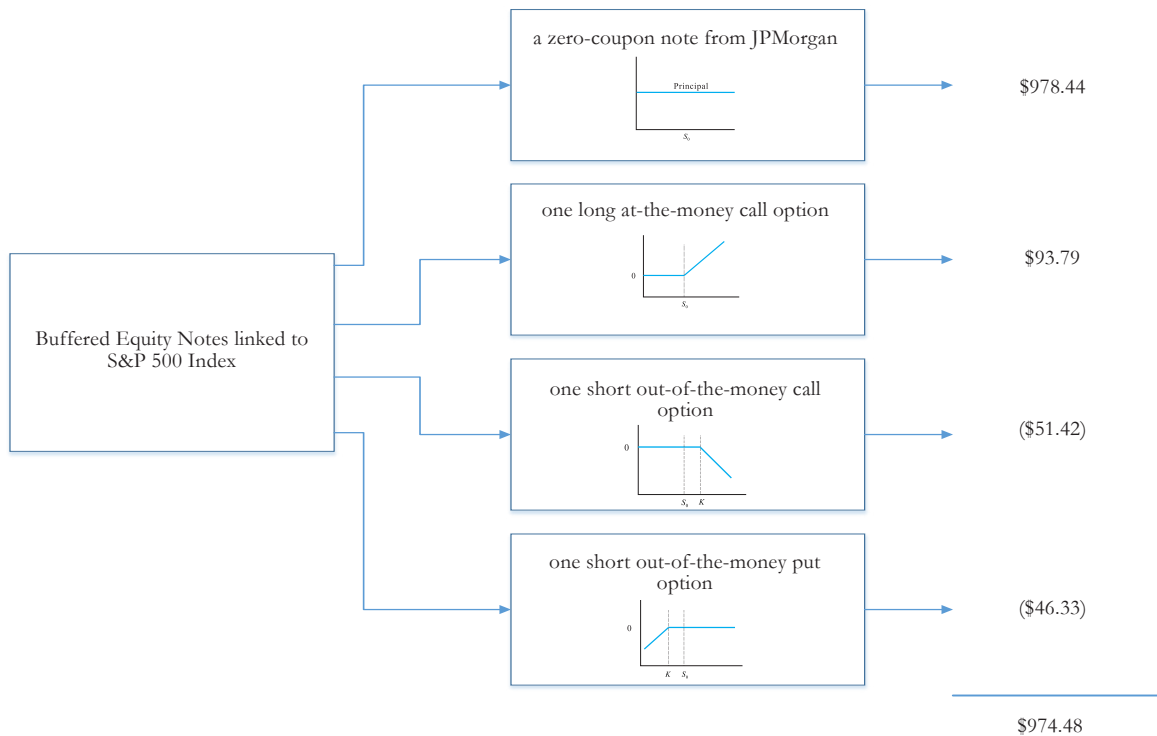 a zero-coupon note from JPMorgan
Principal
S₀
$978.44
one long at-the-money call option
0
S₀
$93.79
Buffered Equity Notes linked to
S&P 500 Index
one short out-of-the-money call
option
0
S₀ K
($51.42)
one short out-of-the-money put
option
0
K S₀
($46.33)
$974.48